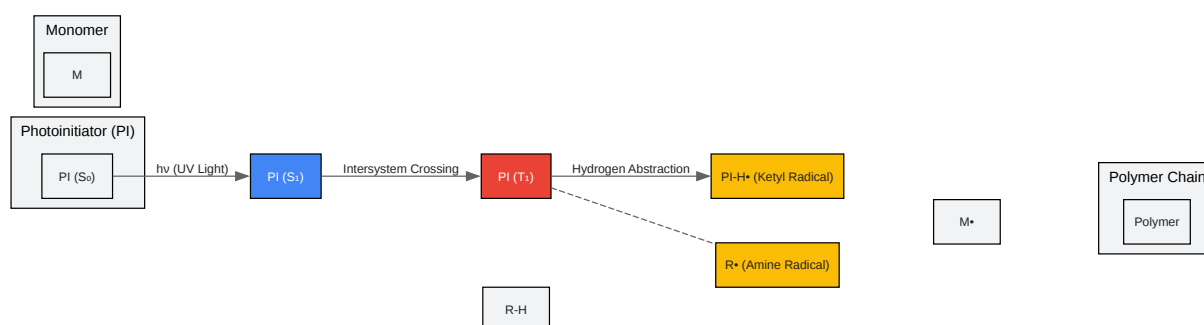 Monomer
M
Photoinitiator (PI)
PI (S₀)
hν (UV Light)
PI (S₁)
Intersystem Crossing
PI (T₁)
Hydrogen Abstraction
PI-H• (Ketyl Radical)
R• (Amine Radical)
R-H
M•
Polymer Chain
Polymer